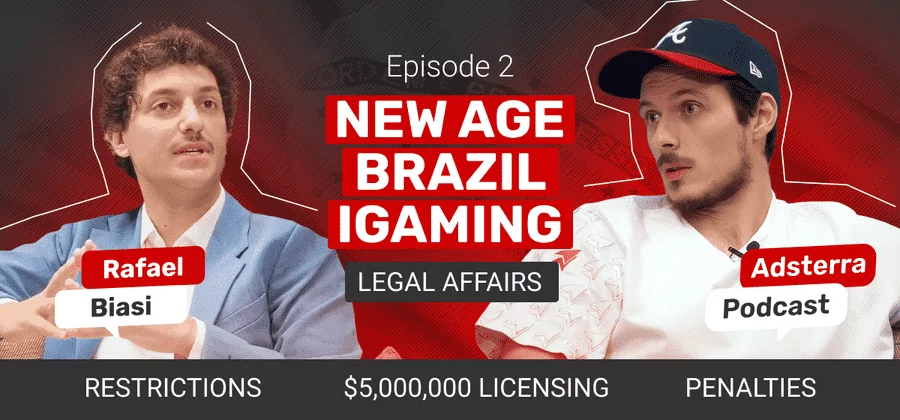 Episode 2
NEW AGE
BRAZIL
IGAMING
LEGAL AFFAIRS
Rafael
Biasi
A
Adsterra
Podcast
RESTRICTIONS
$5,000,000 LICENSING
PENALTIES